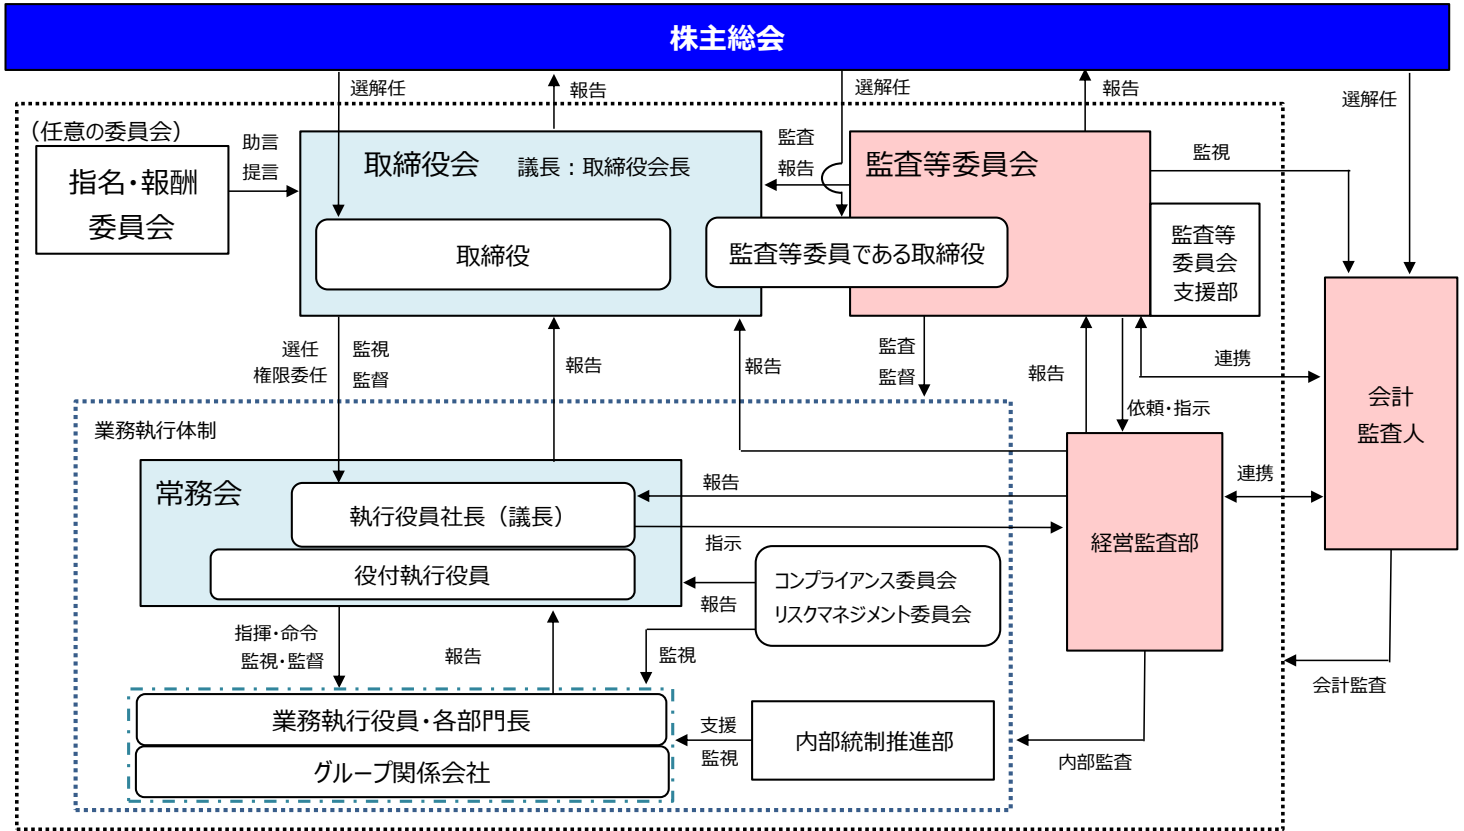 株主総会
選解任
報告
選解任
報告
選解任
(任意の委員会)
指名・報酬
委員会
助言
提言
取締役会
議長：取締役会長
監査
報告
監査等委員会
監視
取締役
監査等委員である取締役
監査等
委員会
支援部
選任
権限委任
監視
監督
報告
報告
監査
監督
報告
依頼・指示
連携
会計
監査人
業務執行体制
常務会
執行役員社長（議長）
役付執行役員
報告
指示
連携
経営監査部
コンプライアンス委員会
リスクマネジメント委員会
報告
監視
指揮・命令
監視・監督
報告
業務執行役員・各部門長
グループ関係会社
支援
監視
内部統制推進部
内部監査
会計監査